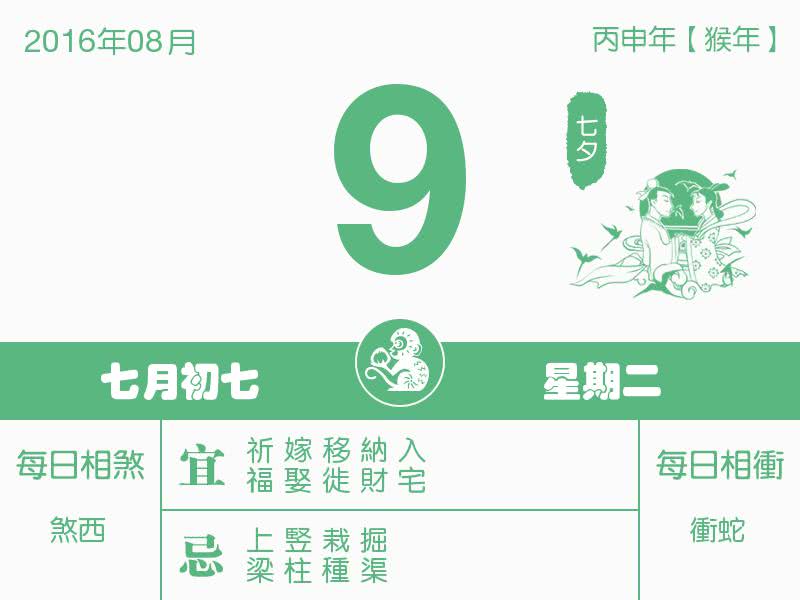 2016年08月
丙申年【猴年】
9
七夕
七月初七
星期二
每日相煞
煞西
宜
祈福 嫁娶 移徙 納財 入宅
忌
上梁 竪柱 栽種 掘渠
每日相衝
衝蛇